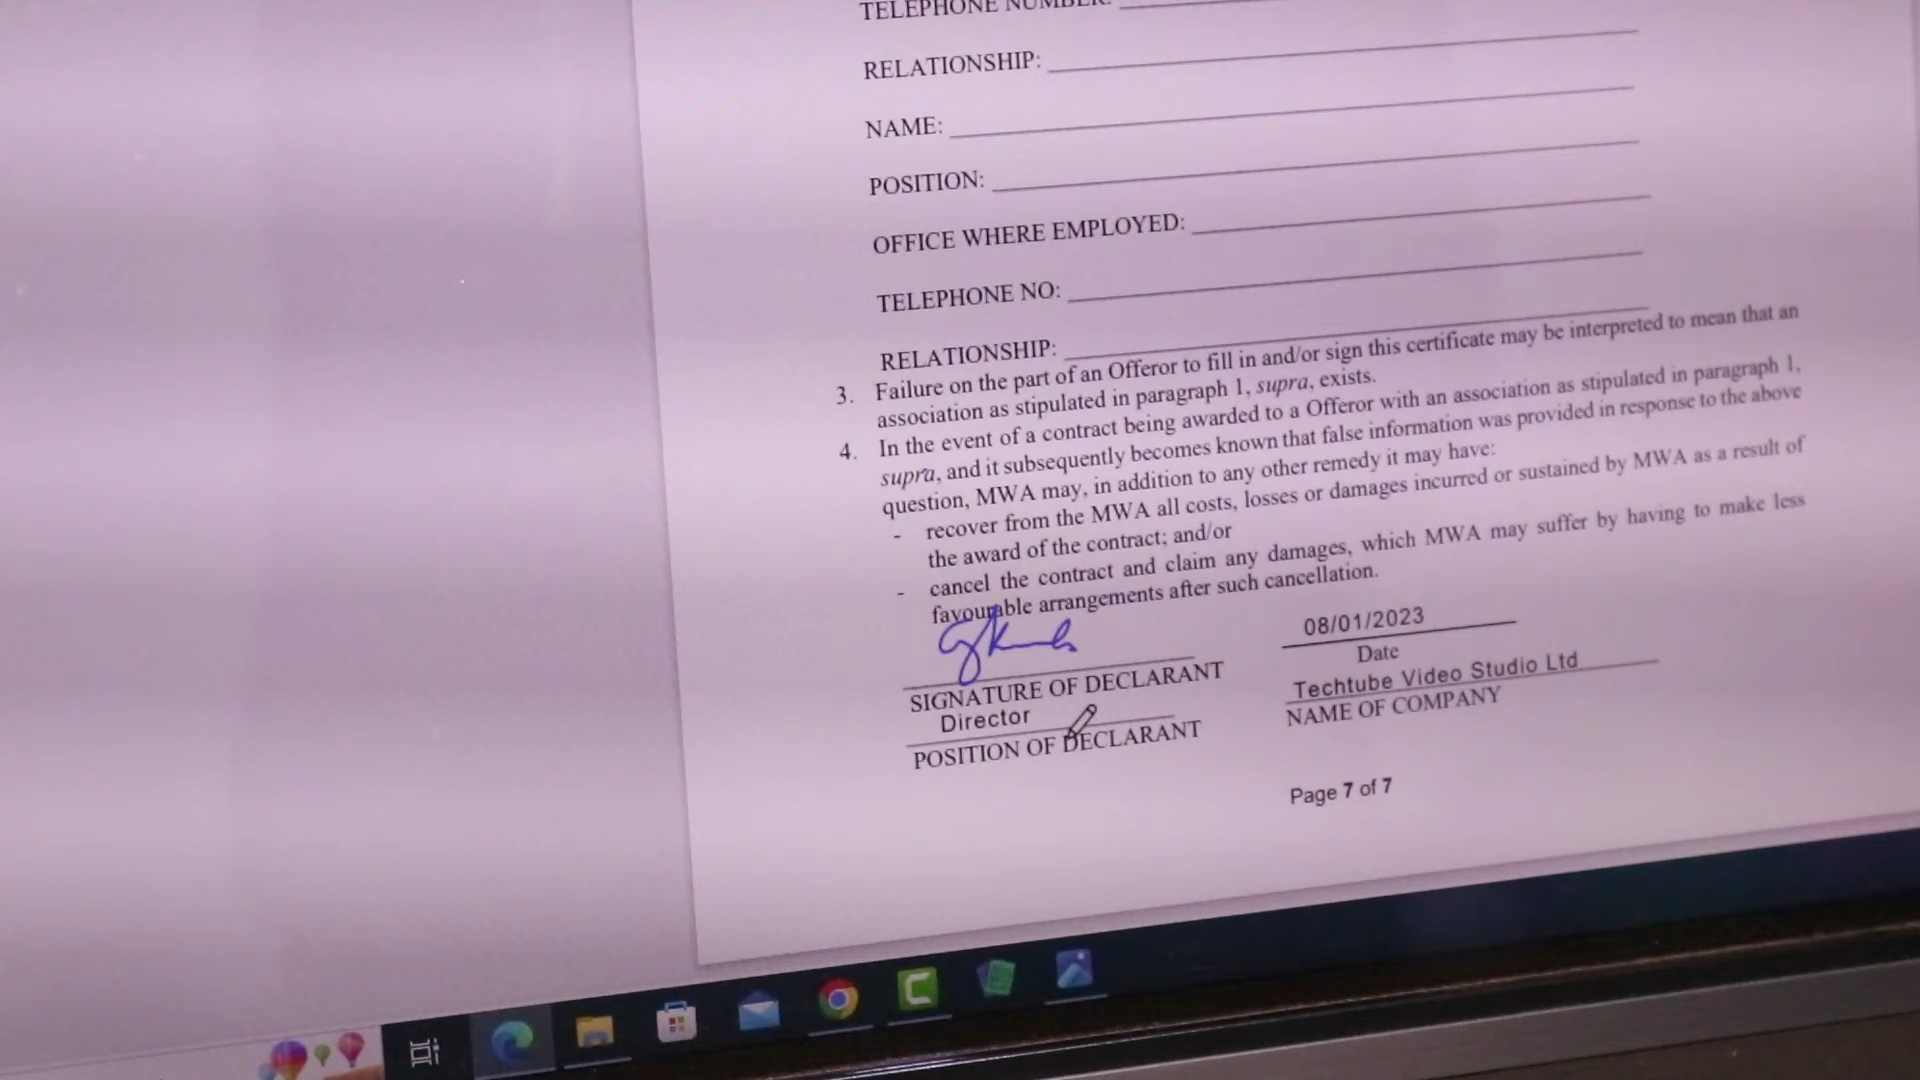 TELEPHONE NUMBER:
RELATIONSHIP:
NAME:
POSITION:
OFFICE WHERE EMPLOYED:
TELEPHONE NO:
RELATIONSHIP:
3. Failure on the part of an Offeror to fill in and/or sign this certificate may be interpreted to mean that an
association as stipulated in paragraph 1, supra, exists.
4. In the event of a contract being awarded to a Offeror with an association as stipulated in paragraph 1,
supra, and it subsequently becomes known that false information was provided in response to the above
question, MWA may, in addition to any other remedy it may have:
- recover from the MWA all costs, losses or damages incurred or sustained by MWA as a result of
the award of the contract; and/or
- cancel the contract and claim any damages, which MWA may suffer by having to make less
favourable arrangements after such cancellation.
08/01/2023
Date
SIGNATURE OF DECLARANT
Techtube Video Studio Ltd
NAME OF COMPANY
Director
POSITION OF DECLARANT
Page 7 of 7